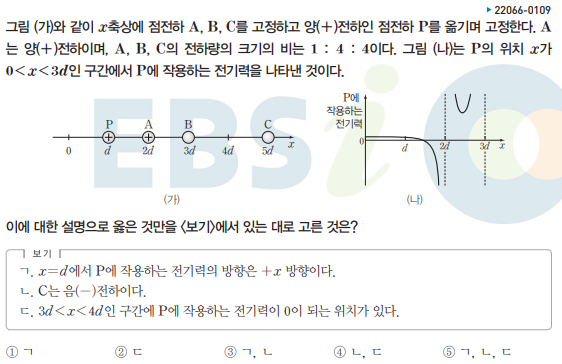 ▶ 22066-0109
그림 (가)와 같이 x축상에 점전하 A, B, C를 고정하고 양(+)전하인 점전하 P를 옮기며 고정한다. A
는 양(+)전하이며, A, B, C의 전하량의 크기의 비는 1 : 4 : 4이다. 그림 (나)는 P의 위치 x가
0<x<3d인 구간에서 P에 작용하는 전기력을 나타낸 것이다.
EBS i
P A B C
0 d 2d 3d 4d 5d x
(가)
P에
작용하는
전기력
0 d 2d 3d x
(나)
이에 대한 설명으로 옳은 것만을 <보기>에서 있는 대로 고른 것은?
보기
ㄱ. x=d에서 P에 작용하는 전기력의 방향은 +x 방향이다.
ㄴ. C는 음(-)전하이다.
ㄷ. 3d<x<4d인 구간에 P에 작용하는 전기력이 0이 되는 위치가 있다.
① ㄱ ② ㄷ ③ ㄱ, ㄴ ④ ㄴ, ㄷ ⑤ ㄱ, ㄴ, ㄷ